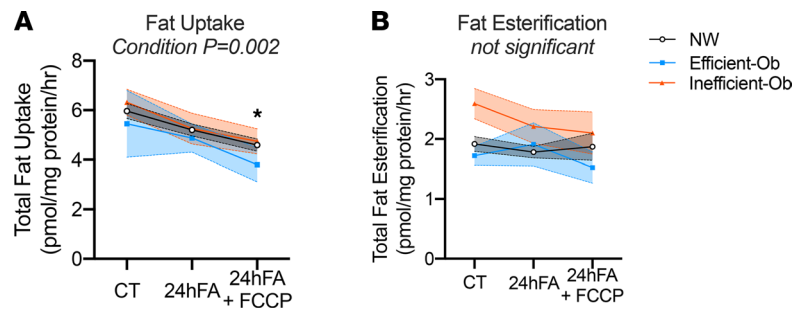 A
Fat Uptake
Condition P=0.002
Total Fat Uptake
(pmol/mg protein/hr)
8
6
4
2
0
*
CT
24hFA
24hFA
+ FCCP
B
Fat Esterification
not significant
Total Fat Esterification
(pmol/mg protein/hr)
3
2
1
0
CT
24hFA
24hFA
+ FCCP
NW
Efficient-Ob
Inefficient-Ob